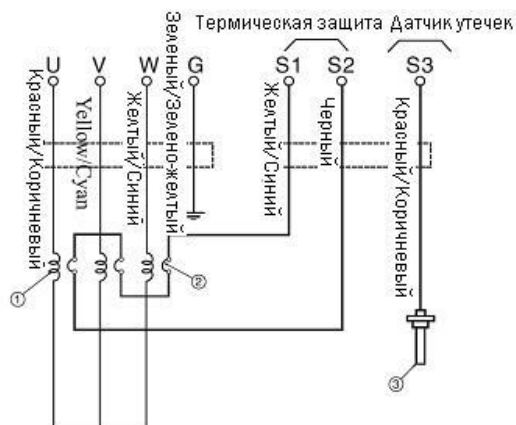 Термическая защита Датчик утечек
U V W G S1 S2 S3
Красный/Коричневый
Yellow/Cyan
Желтый/Синий
Зеленый/Зелено-желтый
Желтый/Синий
Черный
Красный/Коричневый
① ②
③